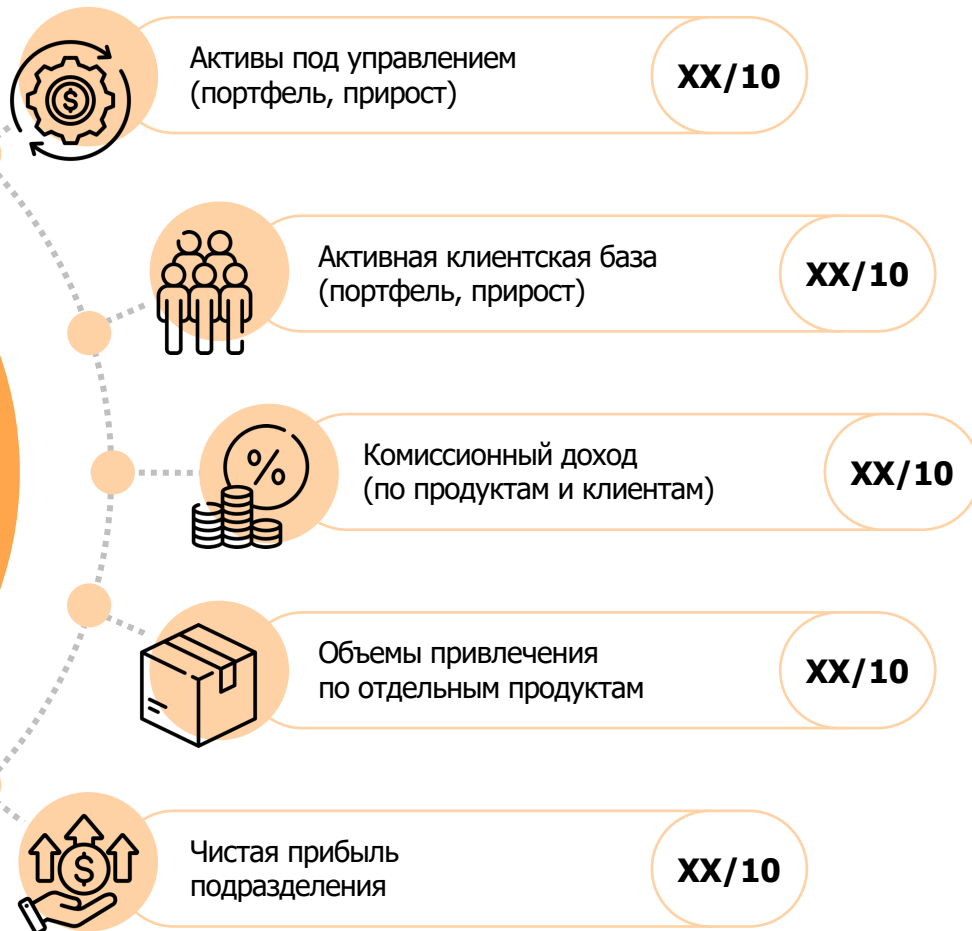 Активы под управлением
(портфель, прирост)
XX/10
Активная клиентская база
(портфель, прирост)
XX/10
Комиссионный доход
(по продуктам и клиентам)
XX/10
Объемы привлечения
по отдельным продуктам
XX/10
Чистая прибыль
подразделения
XX/10